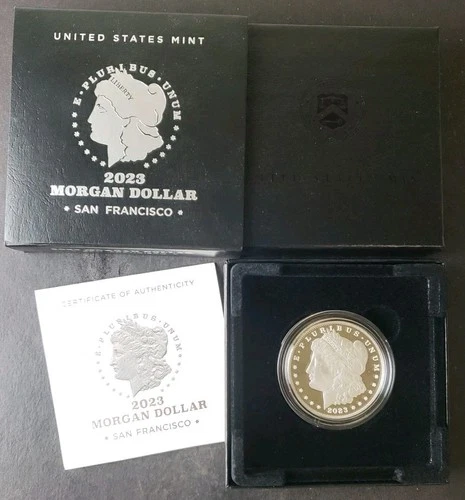 UNITED STATES MINT
E·PLURIBUS·UNUM
LIBERTY
2023
MORGAN DOLLAR
• SAN FRANCISCO •
CERTIFICATE OF AUTHENTICITY
E·PLURIBUS·UNUM
2023
MORGAN DOLLAR
• SAN FRANCISCO •
E·PLURIBUS·UNUM
2023